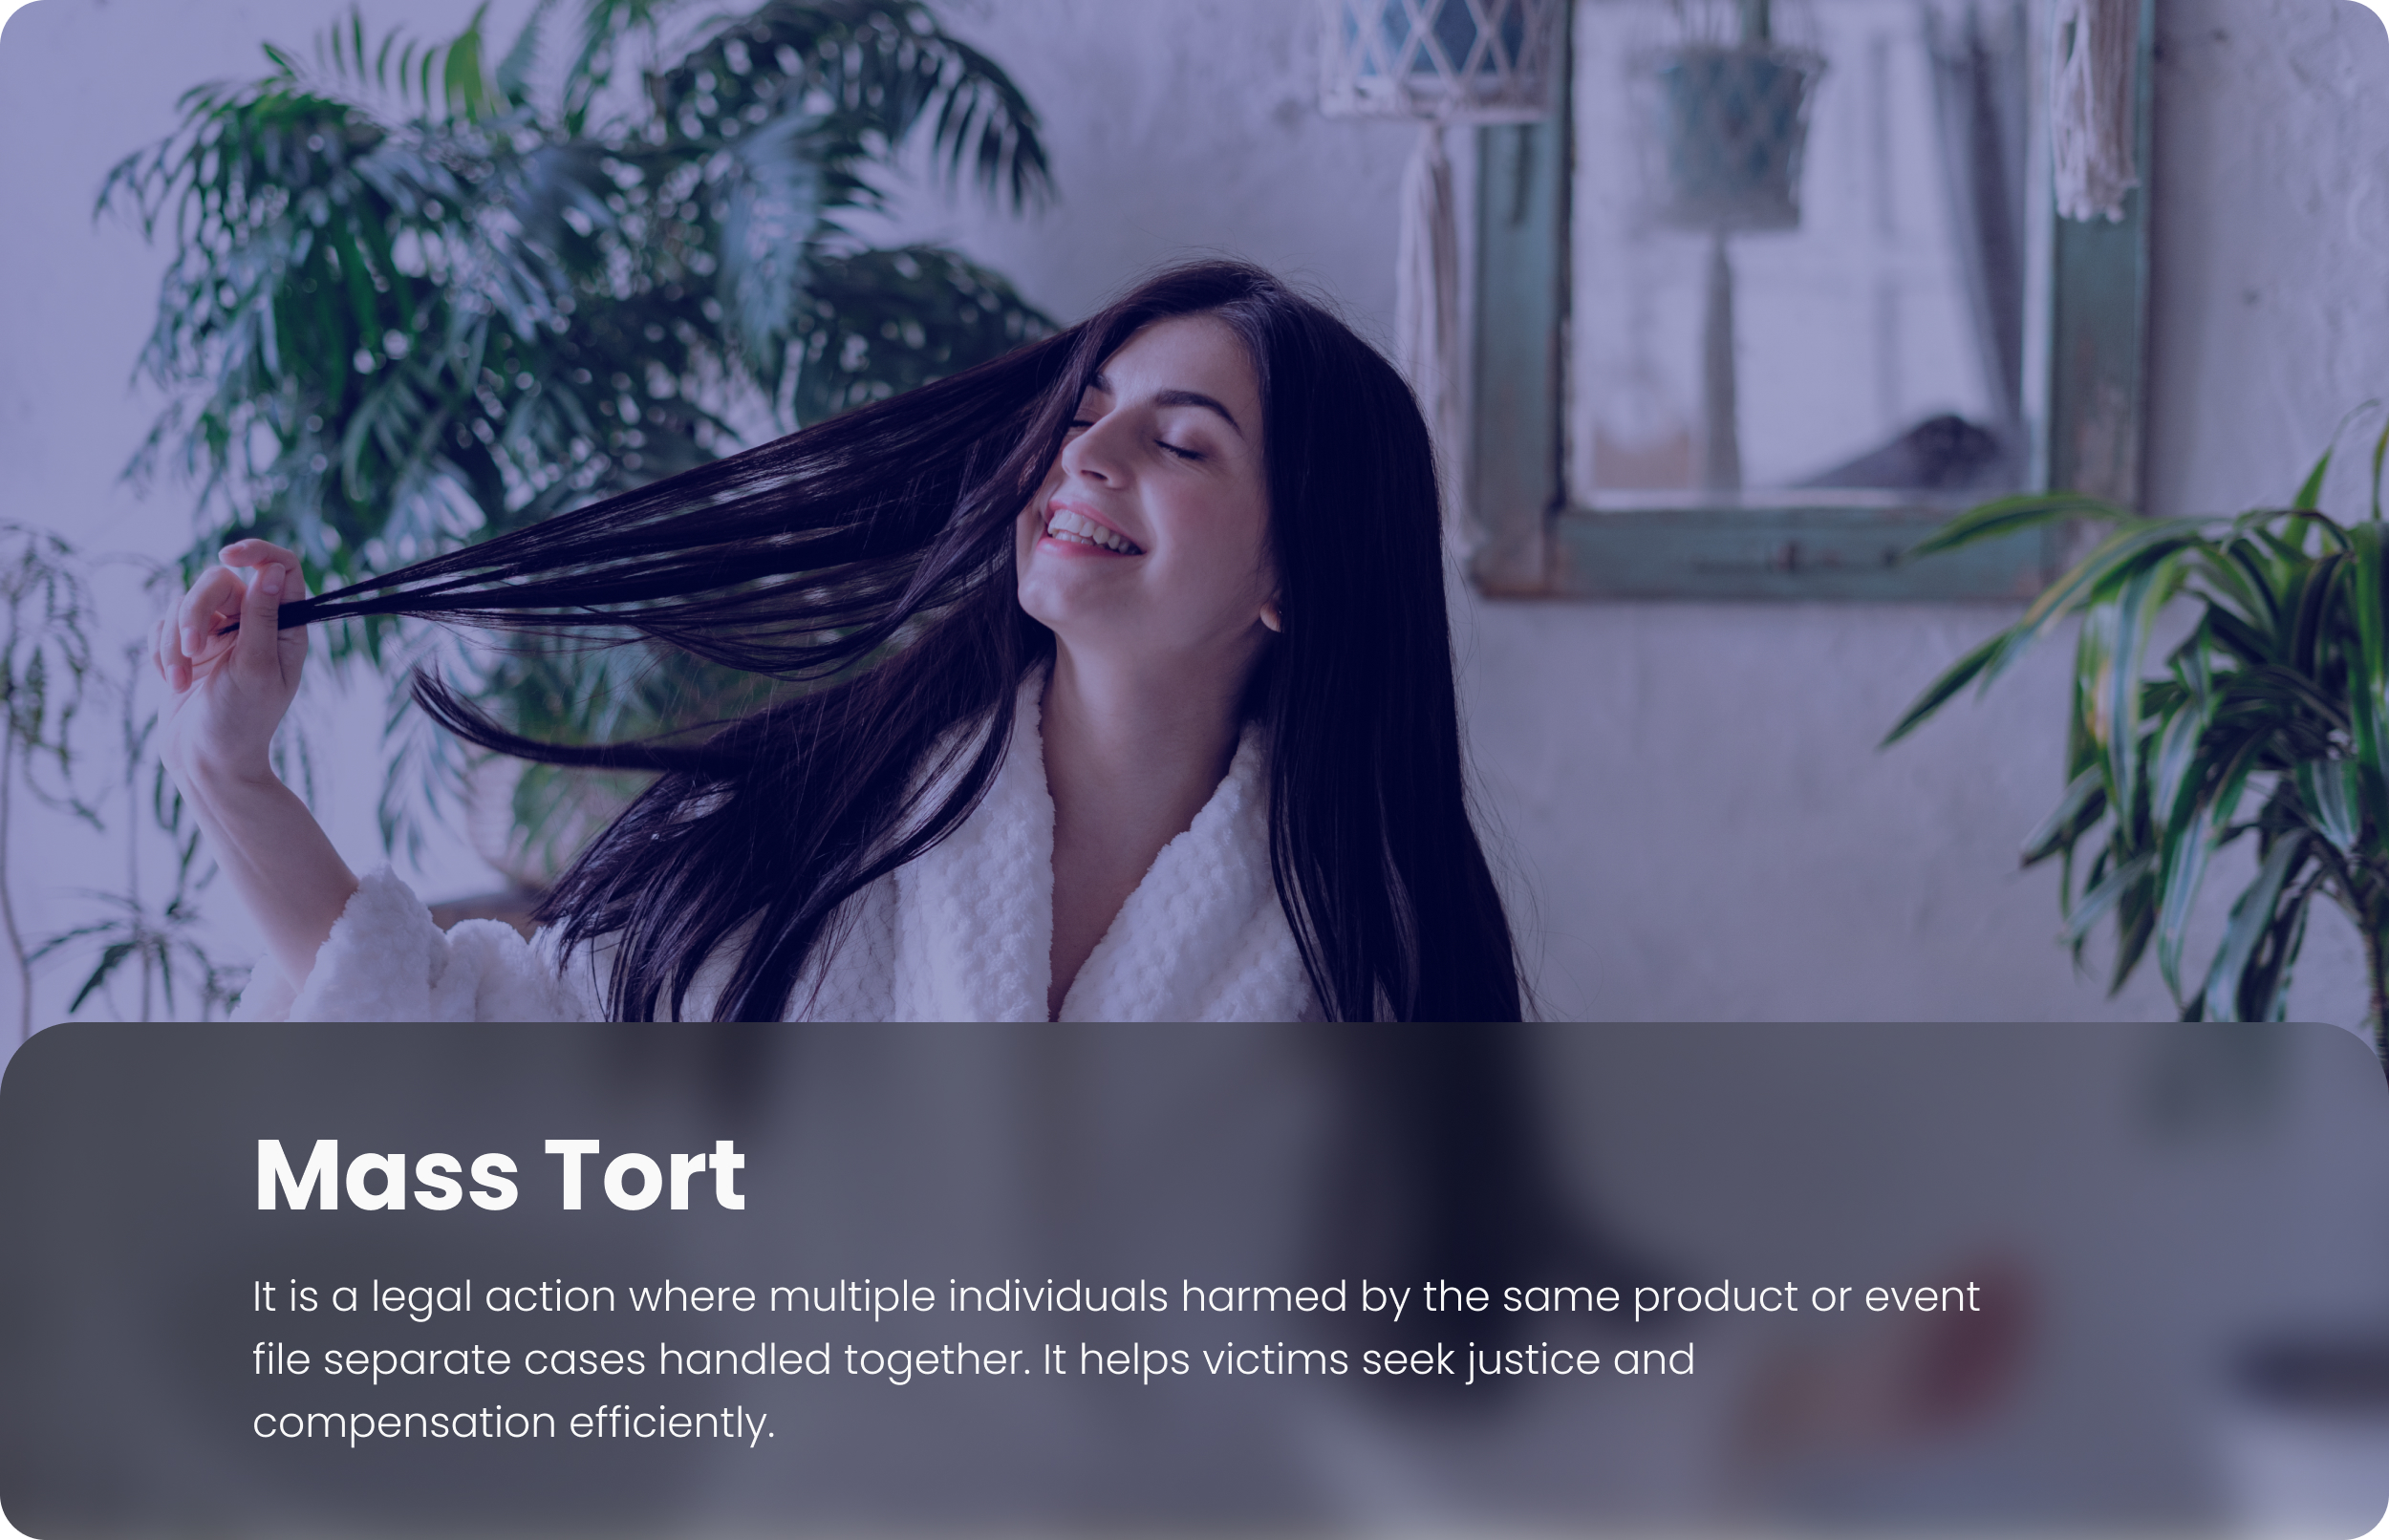 Mass Tort
It is a legal action where multiple individuals harmed by the same product or event
file separate cases handled together. It helps victims seek justice and
compensation efficiently.